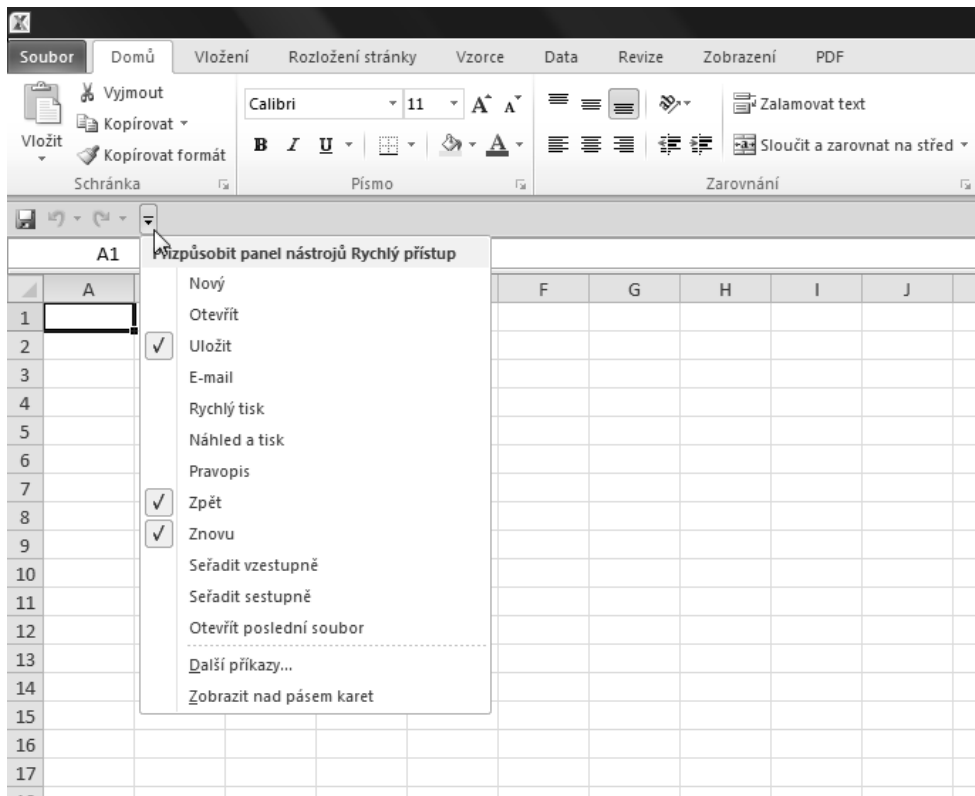 Soubor Domů Vložení Rozložení stránky Vzorce Data Revize Zobrazení PDF
Vložit
Vyjmout
Kopírovat
Kopírovat formát
Schránka
Calibri 11 A A
B I U A
Písmo
Zalamovat text
Sloučit a zarovnat na střed
Zarovnání
A1
Přizpůsobit panel nástrojů Rychlý přístup
Nový
Otevřít
Uložit
E-mail
Rychlý tisk
Náhled a tisk
Pravopis
Zpět
Znovu
Seřadit vzestupně
Seřadit sestupně
Otevřít poslední soubor
Další příkazy...
Zobrazit nad pásem karet
A F G H I J
1
2
3
4
5
6
7
8
9
10
11
12
13
14
15
16
17